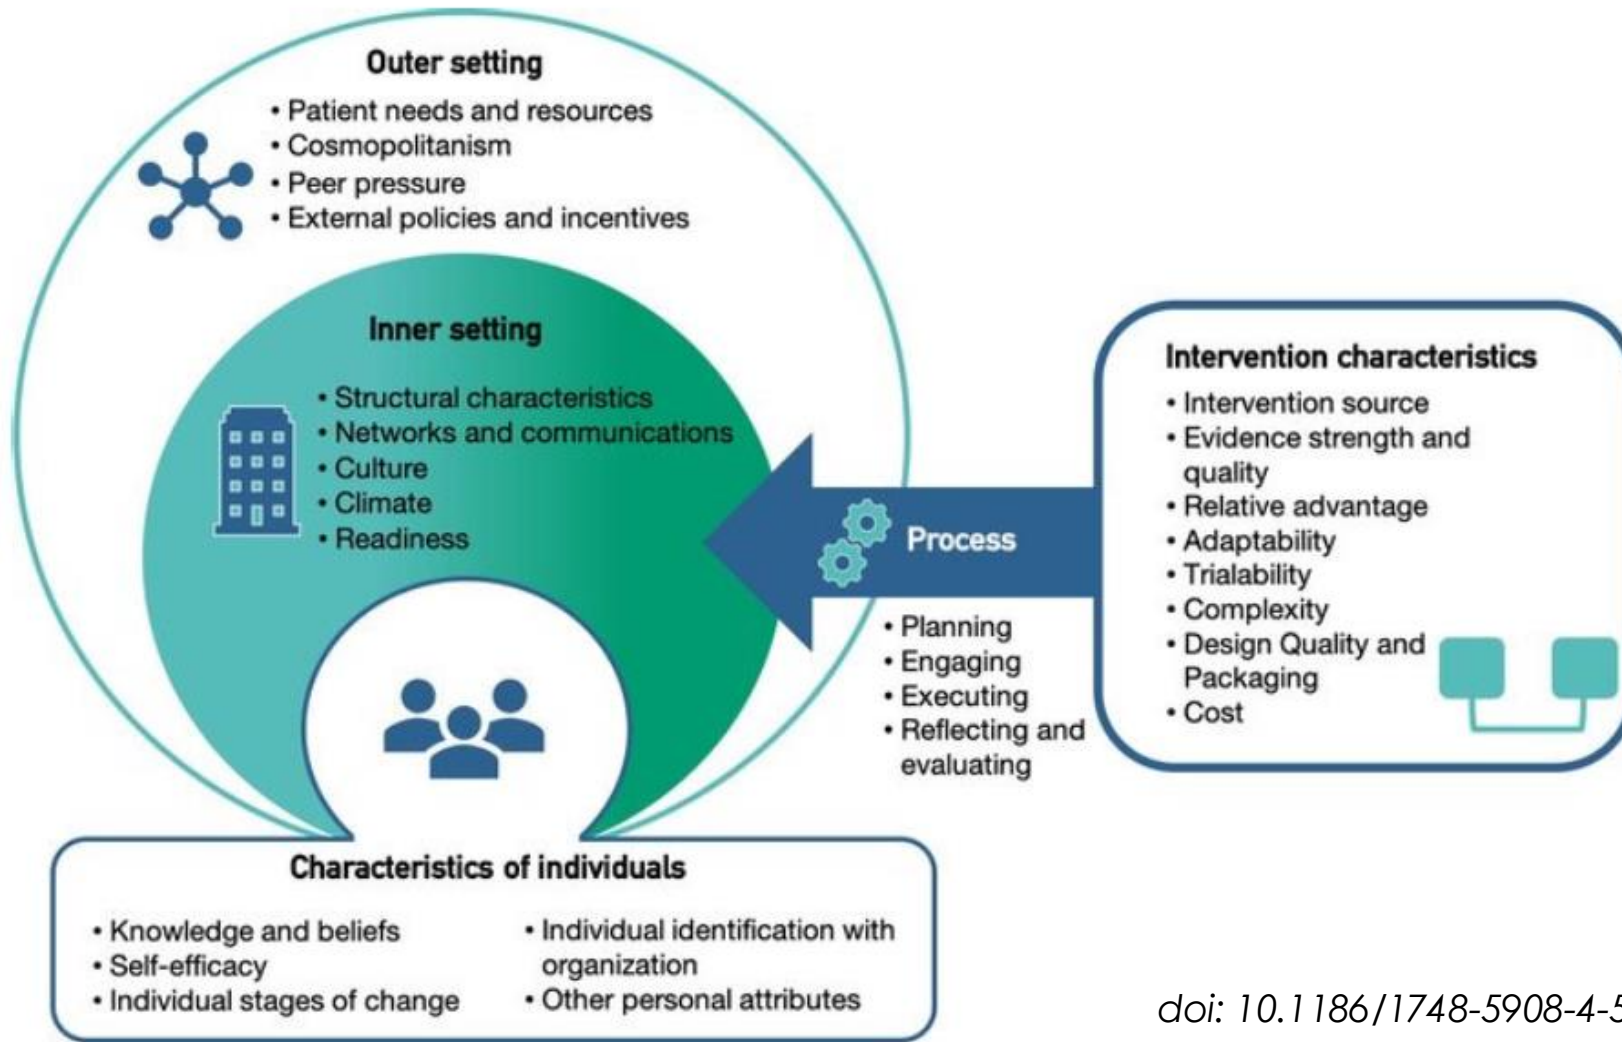 Outer setting
• Patient needs and resources
• Cosmopolitanism
• Peer pressure
• External policies and incentives
Inner setting
• Structural characteristics
• Networks and communications
• Culture
• Climate
• Readiness
Process
• Planning
• Engaging
• Executing
• Reflecting and
evaluating
Intervention characteristics
• Intervention source
• Evidence strength and
quality
• Relative advantage
• Adaptability
• Trialability
• Complexity
• Design Quality and
Packaging
• Cost
Characteristics of individuals
• Knowledge and beliefs
• Self-efficacy
• Individual stages of change
• Individual identification with
organization
• Other personal attributes
doi: 10.1186/1748-5908-4-5